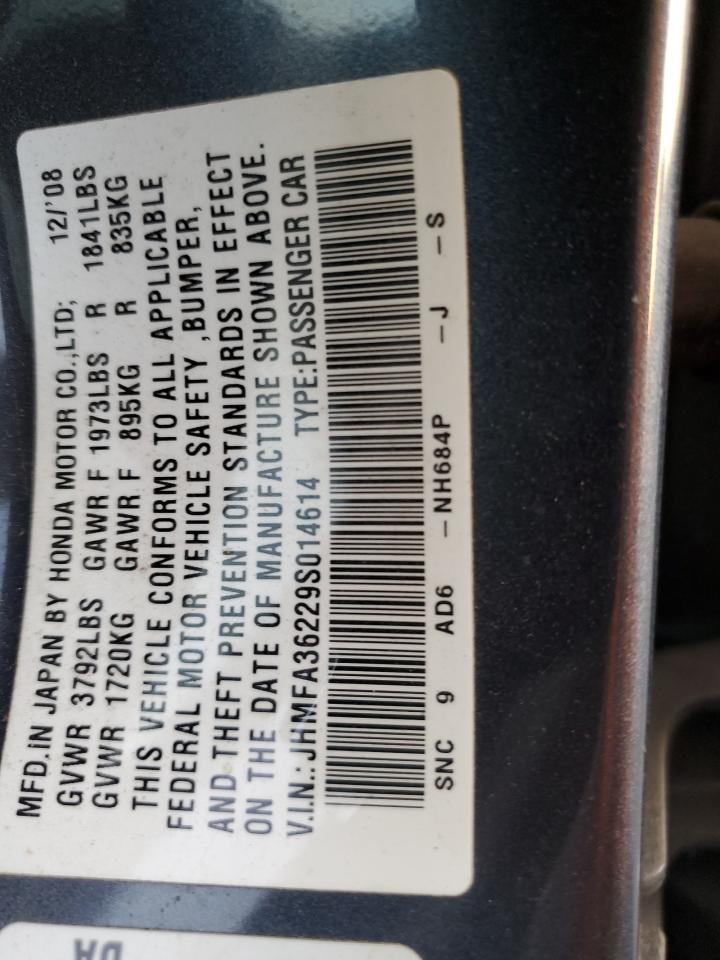 MFD.iN JAPAN BY HONDA MOTOR CO.,LTD; 12/'08
GVWR 3792LBS GAWR F 1973LBS R 1841LBS
GVWR 1720KG GAWR F 895KG R 835KG
THIS VEHICLE CONFORMS TO ALL APPLICABLE
FEDERAL MOTOR VEHICLE SAFETY ,BUMPER,
AND THEFT PREVENTION STANDARDS IN EFFECT
ON THE DATE OF MANUFACTURE SHOWN ABOVE.
V.I.N.: JHMFA36229S014614 TYPE:PASSENGER CAR
SNC 9 AD6 –NH684P –J –S